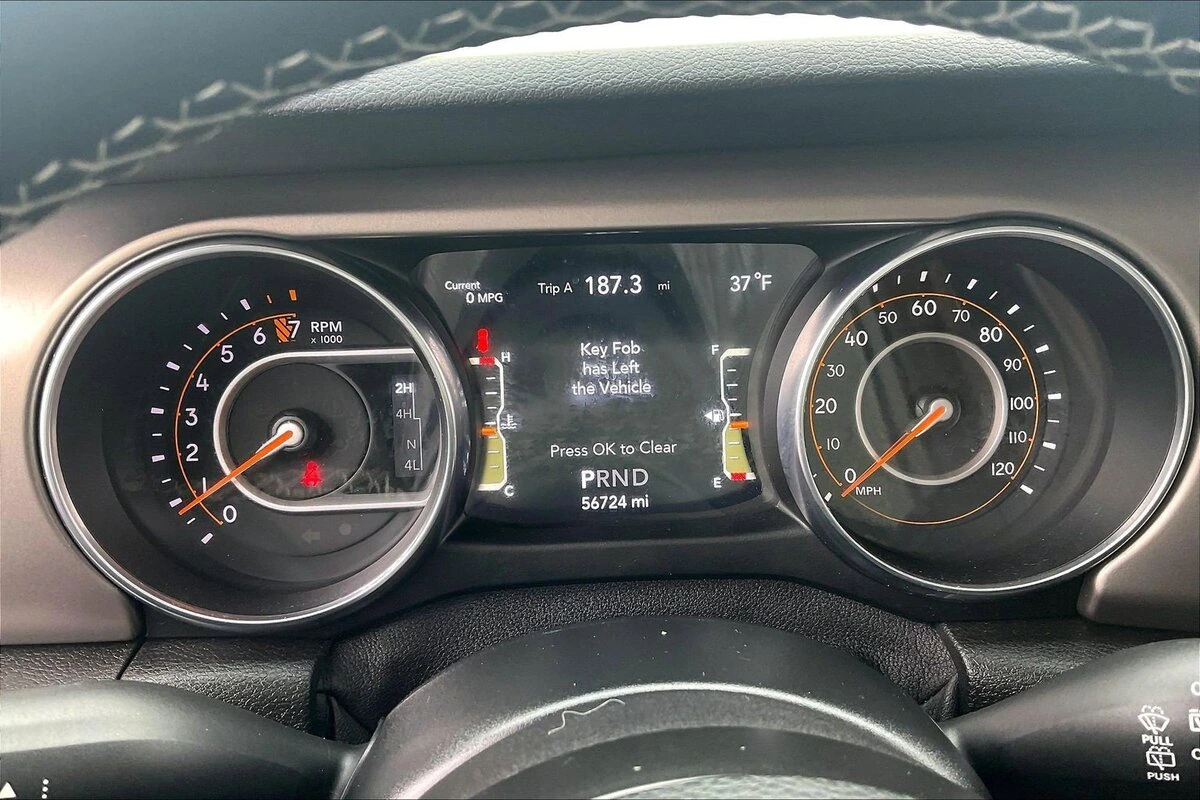 7
6
5
4
3
2
1
0
RPM
x 1000
2H
4H
N
4L
Current
0 MPG
Trip A 187.3 mi
37°F
H
C
Key Fob
has Left
the Vehicle
Press OK to Clear
PRND
56724 mi
F
E
0
10
20
30
40
50
60
70
80
90
100
110
120
MPH
PULL
PUSH